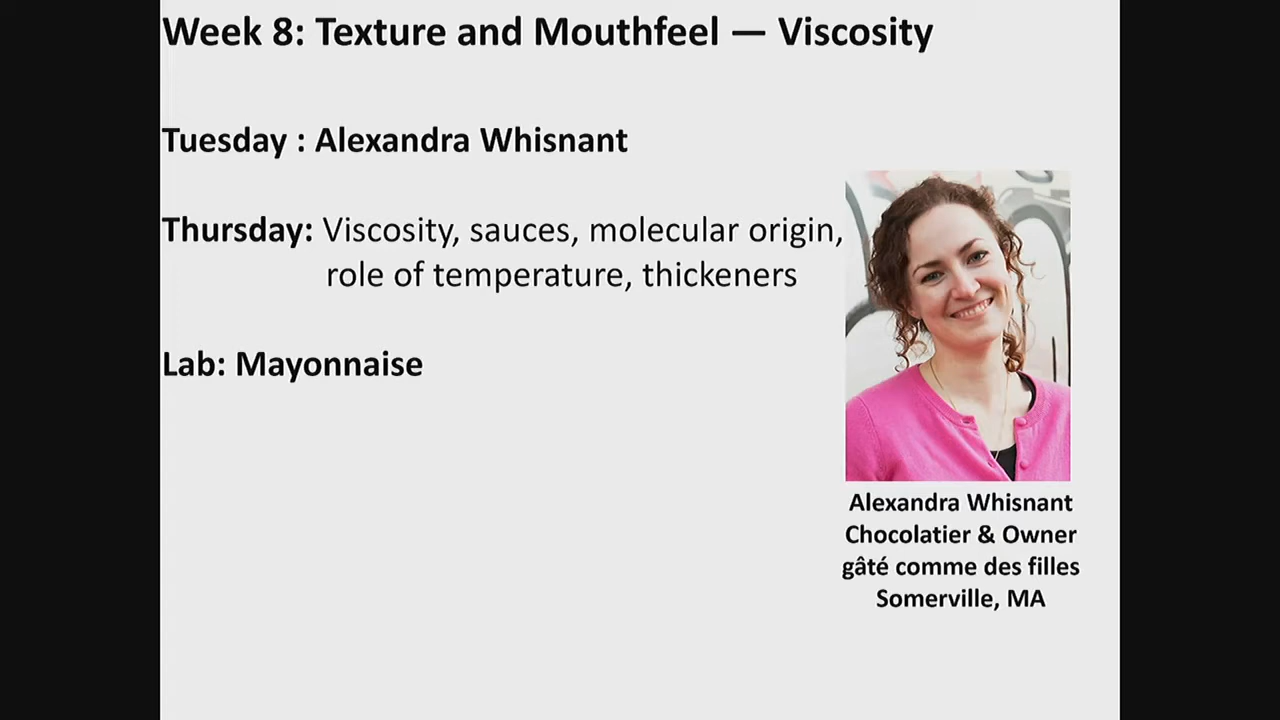 Week 8: Texture and Mouthfeel — Viscosity
Tuesday : Alexandra Whisnant
Thursday: Viscosity, sauces, molecular origin,
role of temperature, thickeners
Lab: Mayonnaise
Alexandra Whisnant
Chocolatier & Owner
gâté comme des filles
Somerville, MA